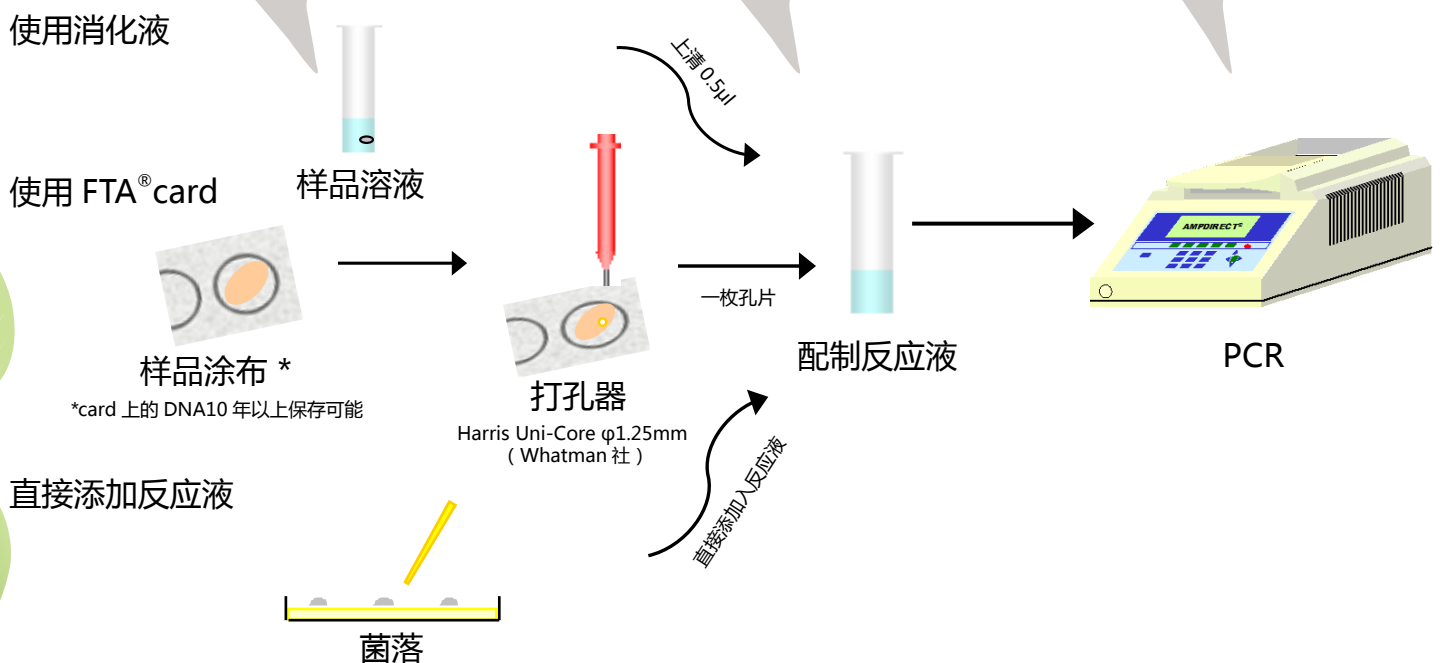 使用消化液
上清 0.5μl
样品溶液
使用 FTA®card
AMPDIRECT®
样品涂布 *
*card 上的 DNA10 年以上保存可能
打孔器
Harris Uni-Core φ1.25mm
( Whatman 社 )
一枚孔片
配制反应液
PCR
直接添加反应液
直接添加入反应液
菌落